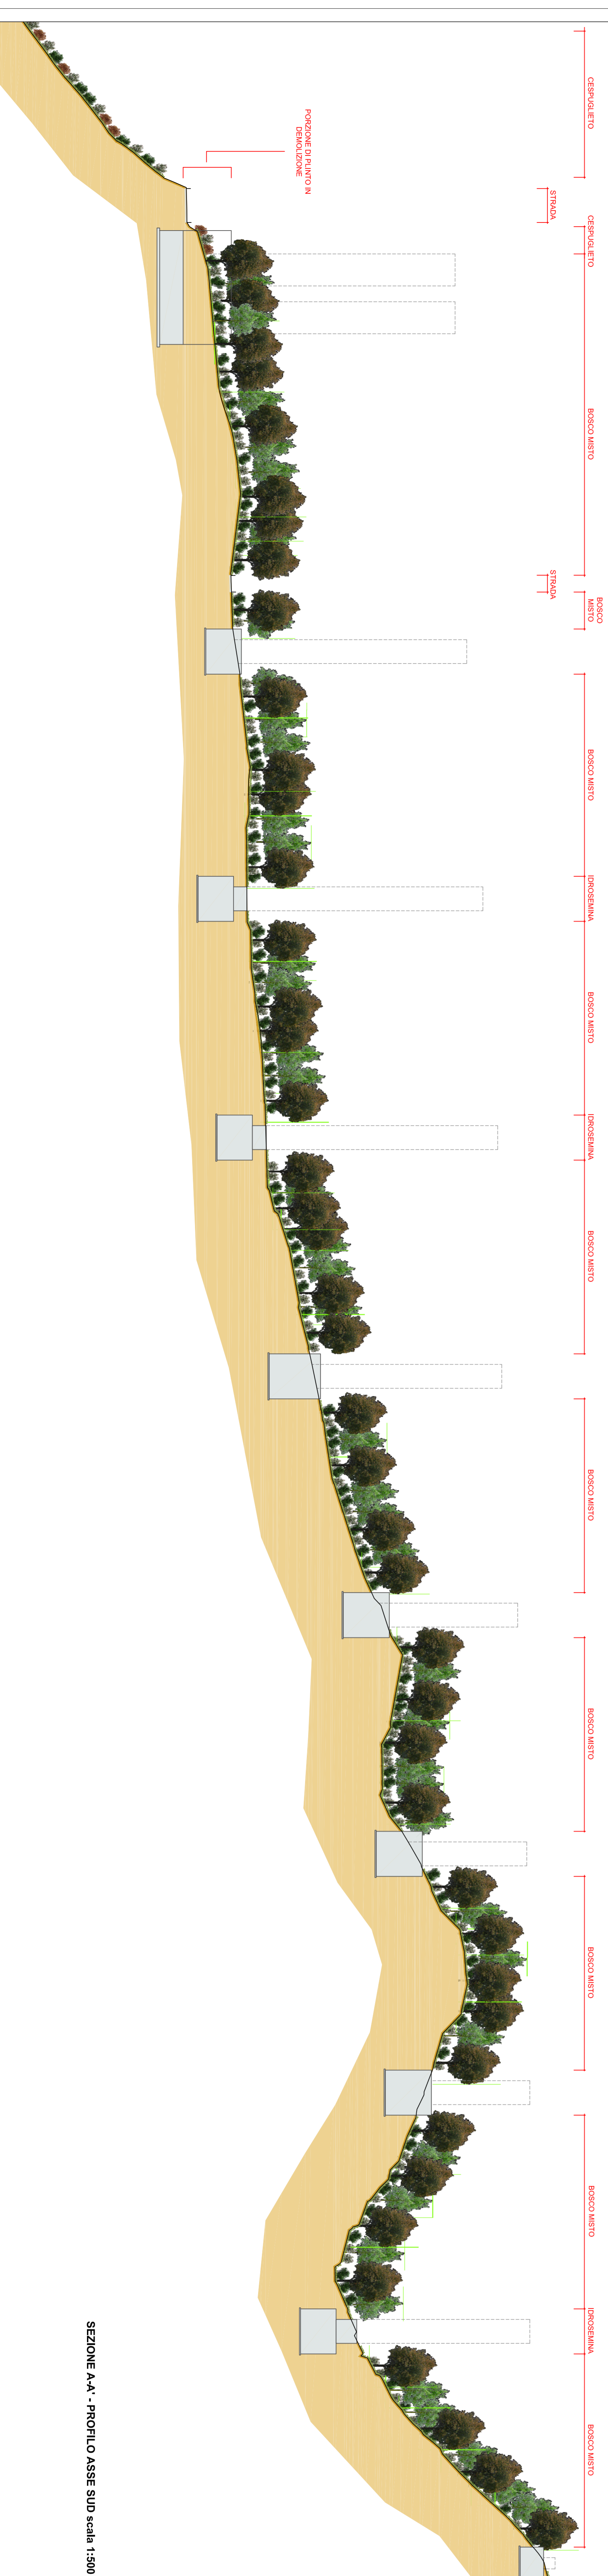 CESPUGLIETO
STRADA
CESPUGLIETO
BOSCO MISTO
STRADA
BOSCO
MISTO
BOSCO MISTO
IDROSEMINA
BOSCO MISTO
IDROSEMINA
BOSCO MISTO
BOSCO MISTO
BOSCO MISTO
BOSCO MISTO
BOSCO MISTO
IDROSEMINA
BOSCO MISTO
PORZIONE DI PLINTO IN
DEMOLIZIONE
SEZIONE A-A' - PROFILO ASSE SUD scala 1:500